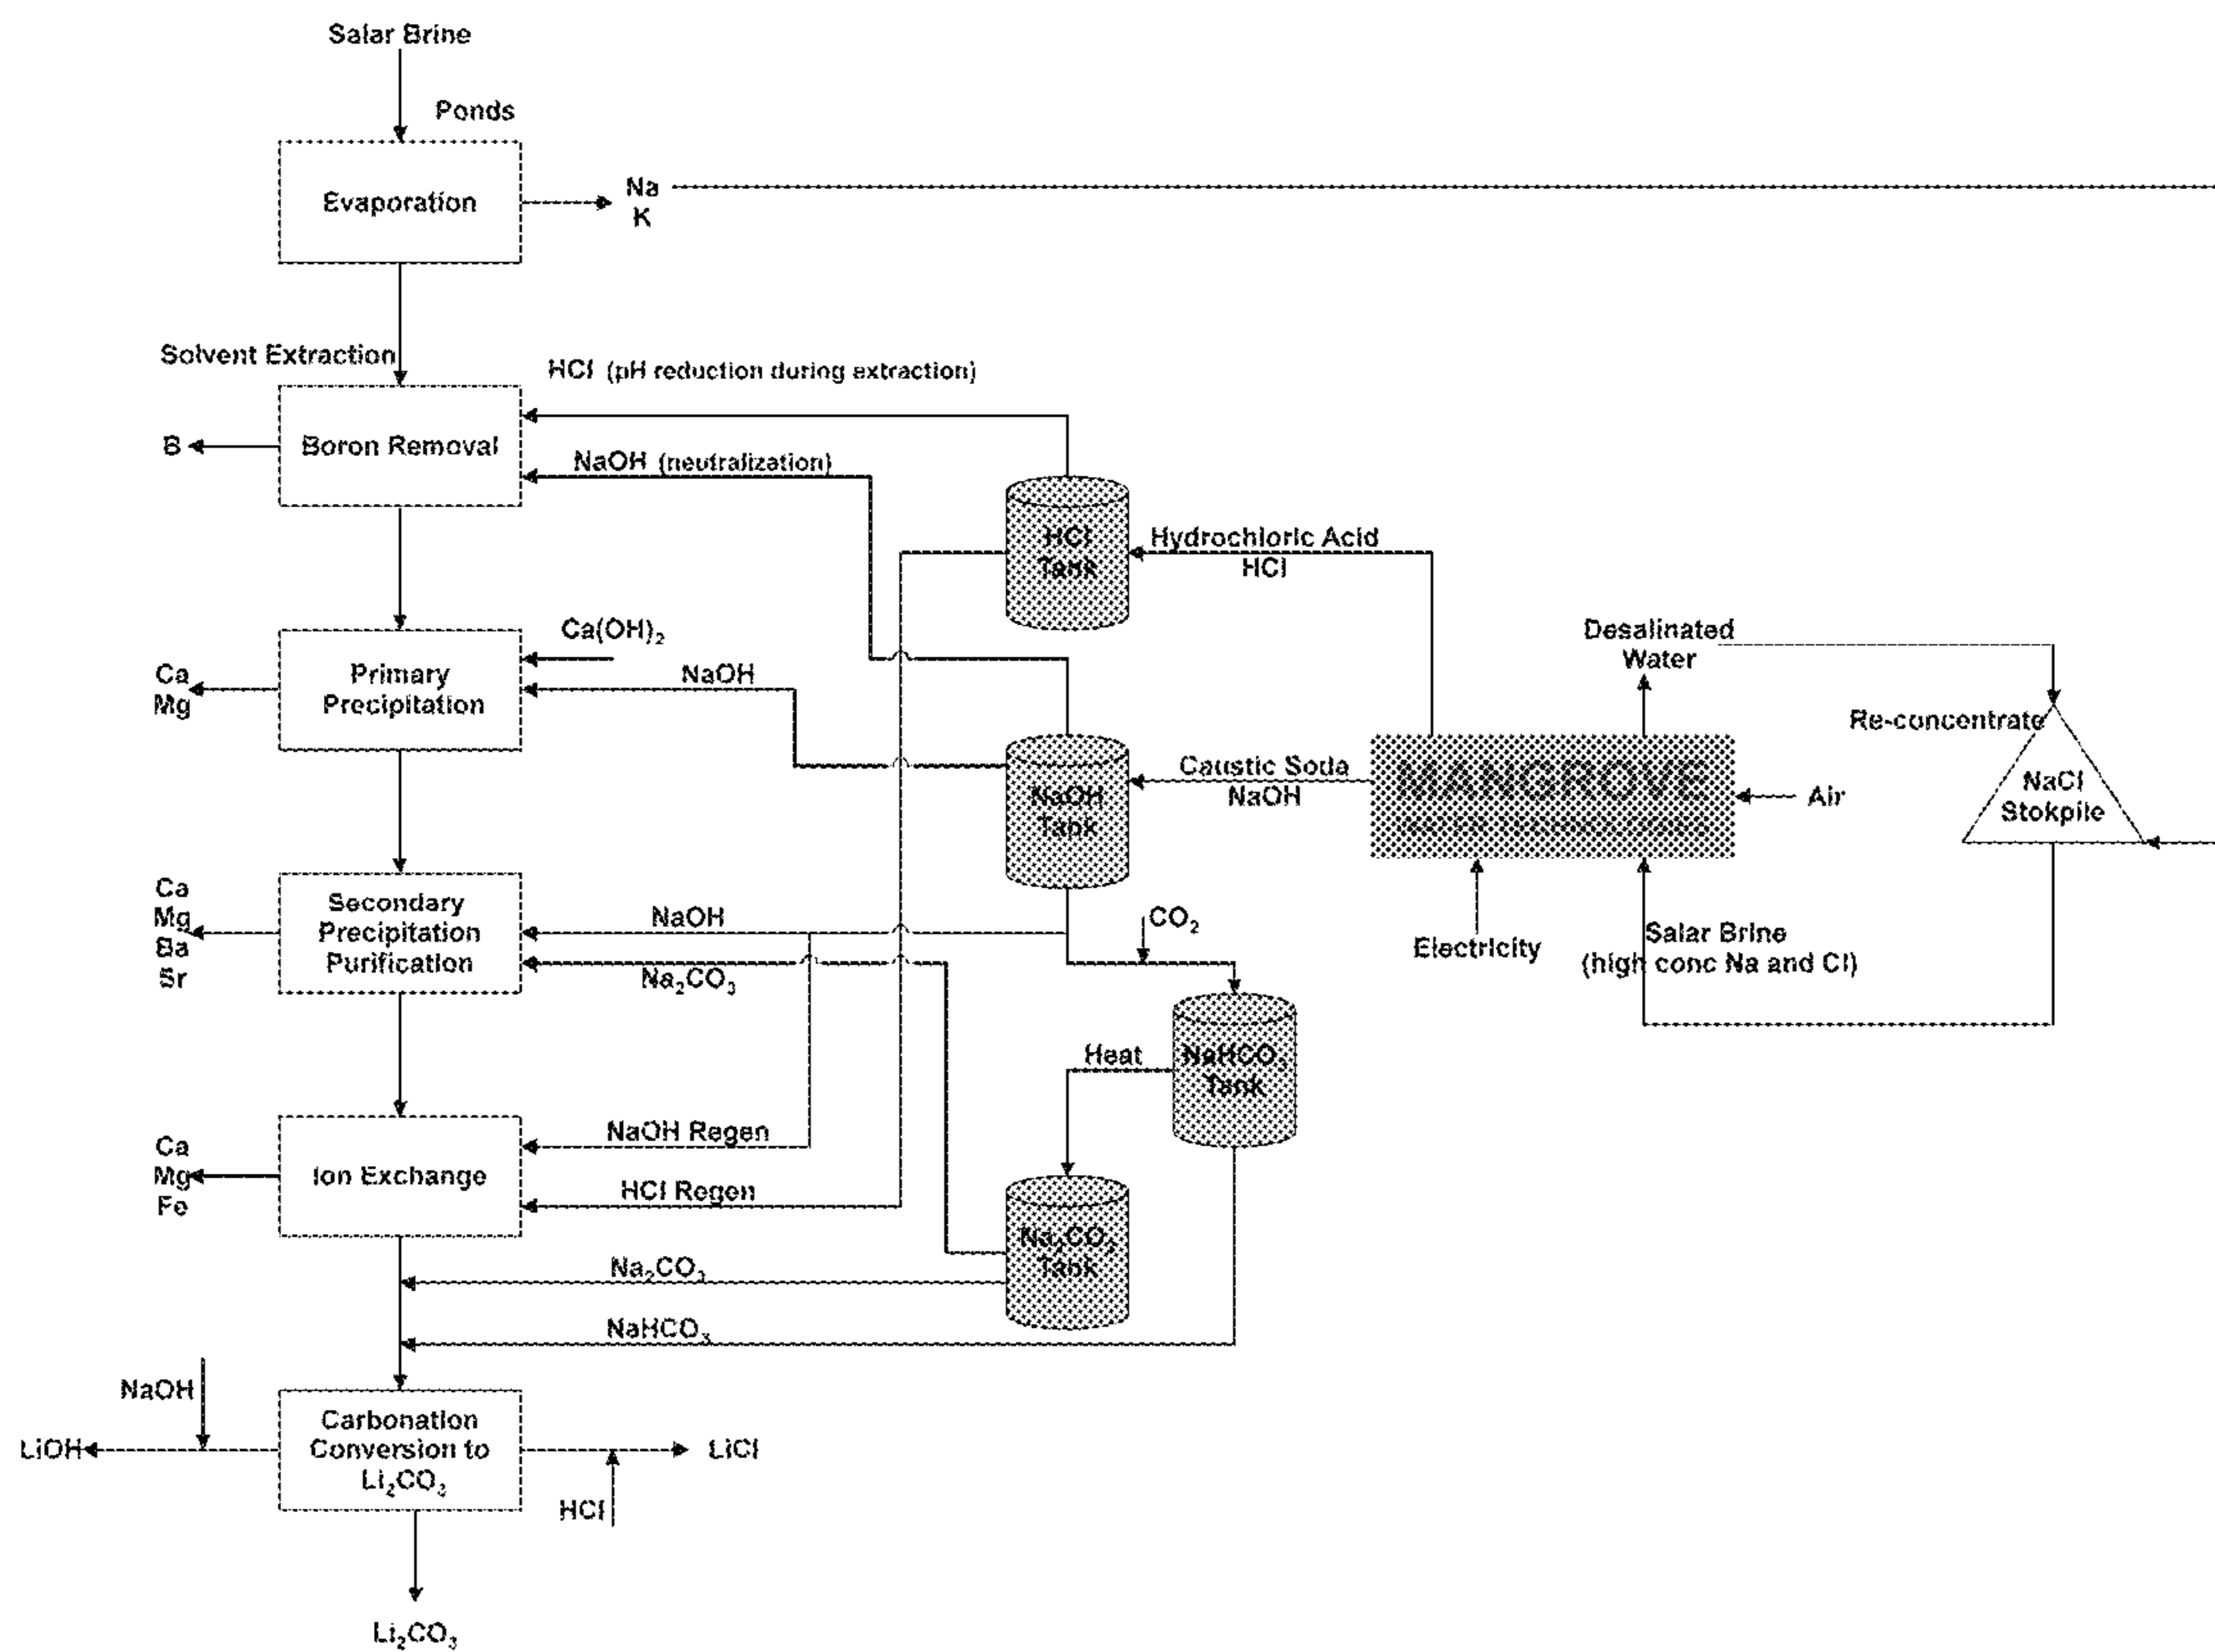 Salar Brine
Ponds
Evaporation
Na
K
Solvent Extraction
HCl (pH reduction during extraction)
B
Boron Removal
NaOH (neutralization)
HCl
Tank
Hydrochloric Acid
HCl
Ca(OH)₂
Ca
Mg
Primary
Precipitation
NaOH
Desalinated
Water
Re-concentrate
NaCl
Stokpile
Caustic Soda
NaOH
NaOH
Tank
MANGROVE
Air
Ca
Mg
Ba
Sr
Secondary
Precipitation
Purification
NaOH
Na₂CO₃
CO₂
Electricity
Salar Brine
(high conc Na and Cl)
Heat
NaHCO₃
Tank
Ca
Mg
Fe
Ion Exchange
NaOH Regen
HCl Regen
Na₂CO₃
Tank
Na₂CO₃
NaHCO₃
NaOH
LiOH
Carbonation
Conversion to
Li₂CO₃
LiCl
HCl
Li₂CO₃